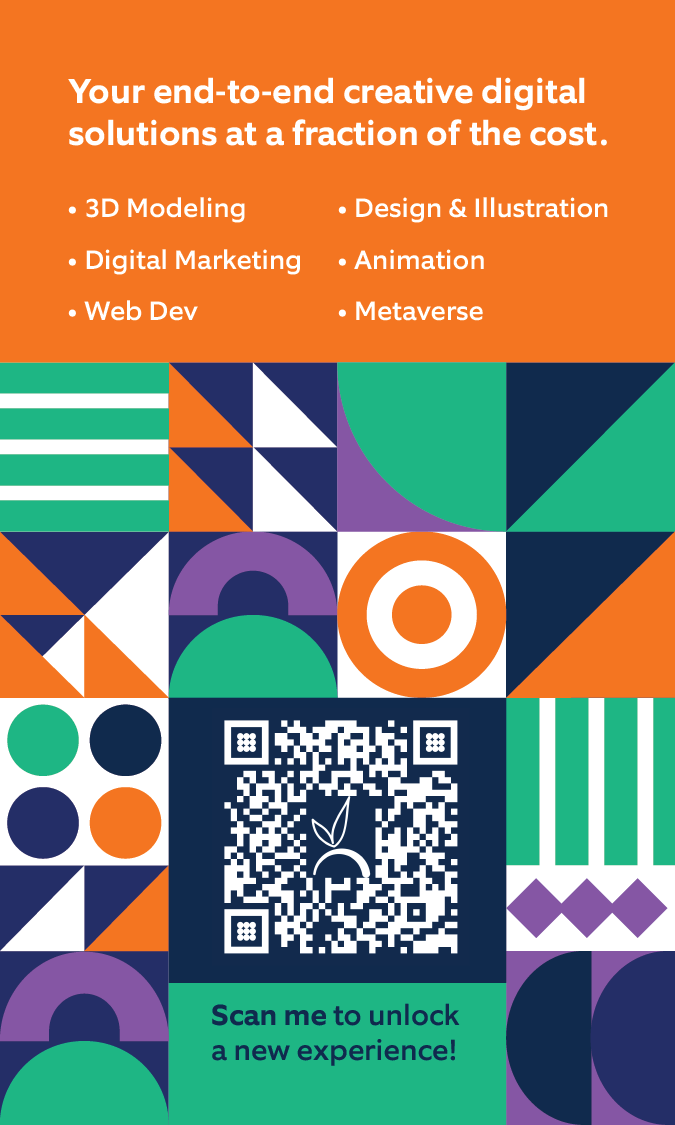 Your end-to-end creative digital
solutions at a fraction of the cost.
• 3D Modeling
• Digital Marketing
• Web Dev
• Design & Illustration
• Animation
• Metaverse
Scan me to unlock
a new experience!